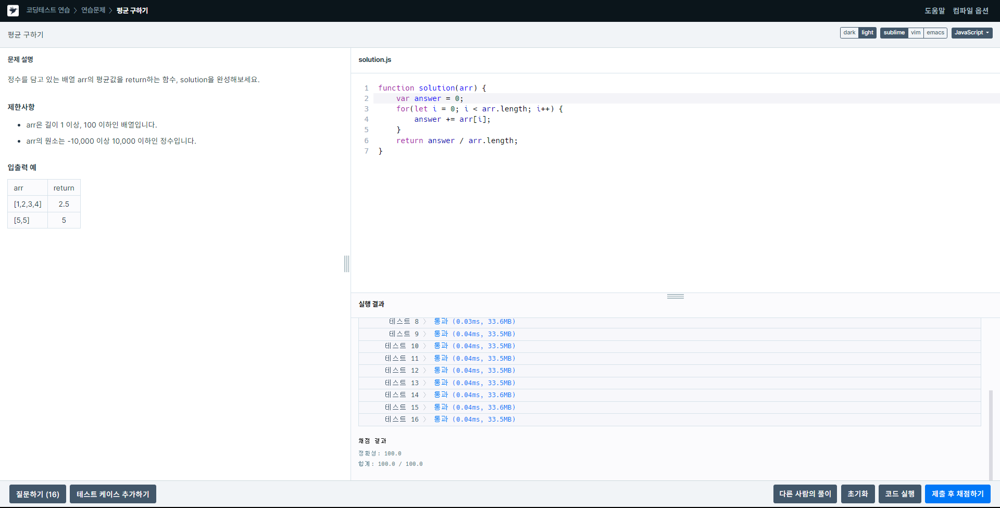 코딩테스트 연습 〉 연습문제 〉 평균 구하기
도움말 컴파일 옵션
평균 구하기
dark light sublime vim emacs JavaScript
문제 설명
정수를 담고 있는 배열 arr의 평균값을 return하는 함수, solution을 완성해보세요.
제한사항
• arr은 길이 1 이상, 100 이하인 배열입니다.
• arr의 원소는 -10,000 이상 10,000 이하인 정수입니다.
입출력 예
arr return
[1,2,3,4] 2.5
[5,5] 5
solution.js
1 function solution(arr) {
2     var answer = 0;
3     for(let i = 0; i < arr.length; i++) {
4         answer += arr[i];
5     }
6     return answer / arr.length;
7 }
실행 결과
테스트 8 〉 통과 (0.03ms, 33.6MB)
테스트 9 〉 통과 (0.04ms, 33.5MB)
테스트 10 〉 통과 (0.04ms, 33.5MB)
테스트 11 〉 통과 (0.04ms, 33.5MB)
테스트 12 〉 통과 (0.04ms, 33.5MB)
테스트 13 〉 통과 (0.04ms, 33.5MB)
테스트 14 〉 통과 (0.04ms, 33.6MB)
테스트 15 〉 통과 (0.04ms, 33.6MB)
테스트 16 〉 통과 (0.04ms, 33.5MB)
채점 결과
정확성: 100.0
합계: 100.0 / 100.0
질문하기 (16) 테스트 케이스 추가하기
다른 사람의 풀이 초기화 코드 실행 제출 후 채점하기